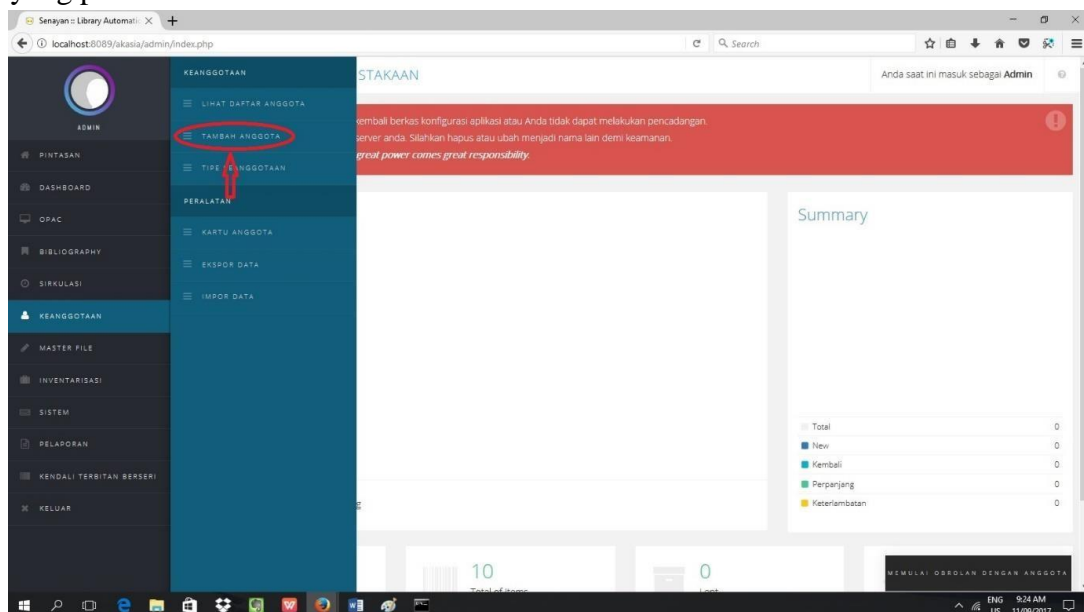 Senayan :: Library Automatic
localhost:8089/akasia/admin/index.php
Search
ADMIN
PINTASAN
DASHBOARD
OPAC
BIBLIOGRAPHY
SIRKULASI
KEANGGOTAAN
MASTER FILE
INVENTARISASI
SISTEM
PELAPORAN
KENDALI TERBITAN BERSERI
KELUAR
KEANGGOTAAN
LIHAT DAFTAR ANGGOTA
TAMBAH ANGGOTA
TIPE KEANGGOTAAN
PERALATAN
KARTU ANGGOTA
EKSPOR DATA
IMPOR DATA
STAKAAN
Anda saat ini masuk sebagai Admin
kembali berkas konfigurasi aplikasi atau Anda tidak dapat melakukan pencadangan.
server anda. Silahkan hapus atau ubah menjadi nama lain demi keamanan.
great power comes great responsibility.
Summary
Total 0
New 0
Kembali 0
Perpanjang 0
Keterlambatan 0
10
Total of items
0
Lent
MEMULAI OBROLAN DENGAN ANGGOTA
ENG 9:24 AM
US 11/09/2017